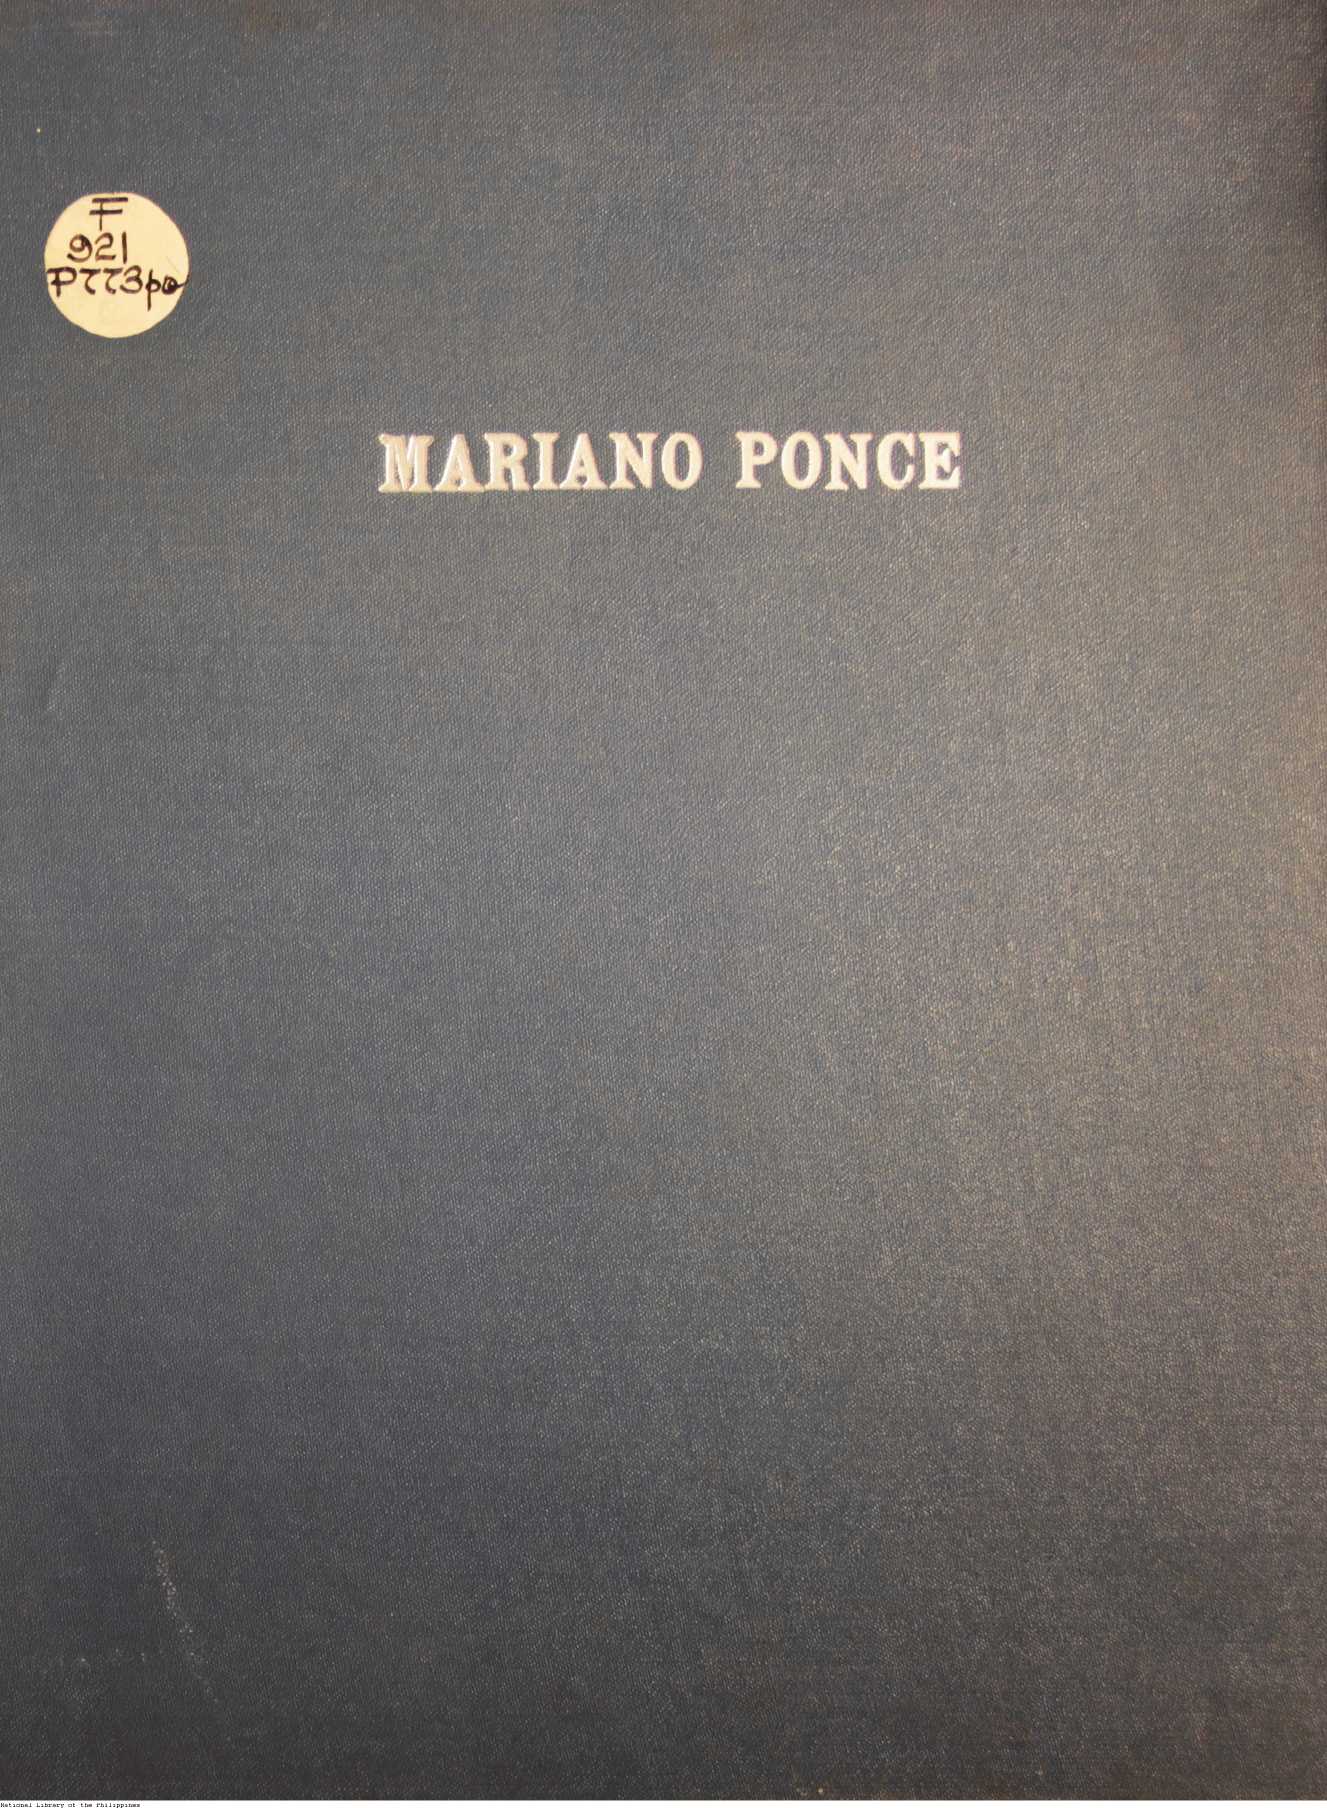 F
921
P773po
MARIANO PONCE
National Library of the Philippines